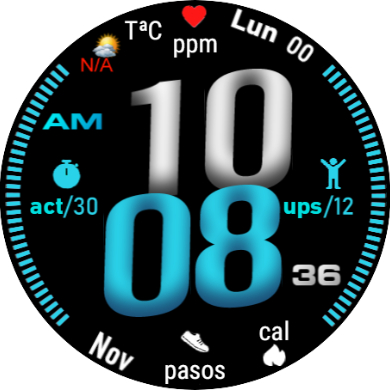 TªC
ppm
Lun 00
N/A
10
AM
act/30
ups/12
08
36
Nov
pasos
cal